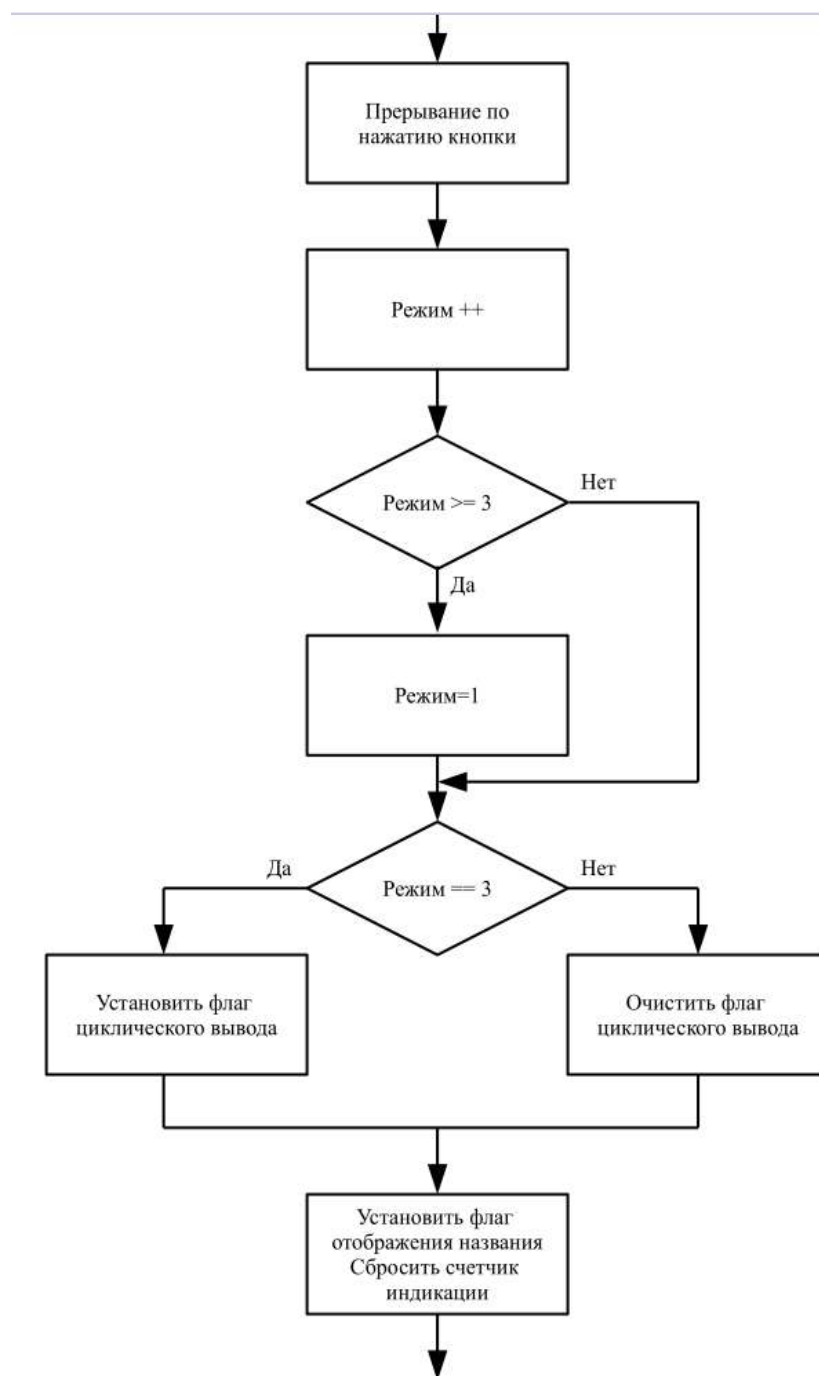 Прерывание по
нажатию кнопки
Режим ++
Режим >= 3
Нет
Да
Режим=1
Да
Режим == 3
Нет
Установить флаг
циклического вывода
Очистить флаг
циклического вывода
Установить флаг
отображения названия
Сбросить счетчик
индикации